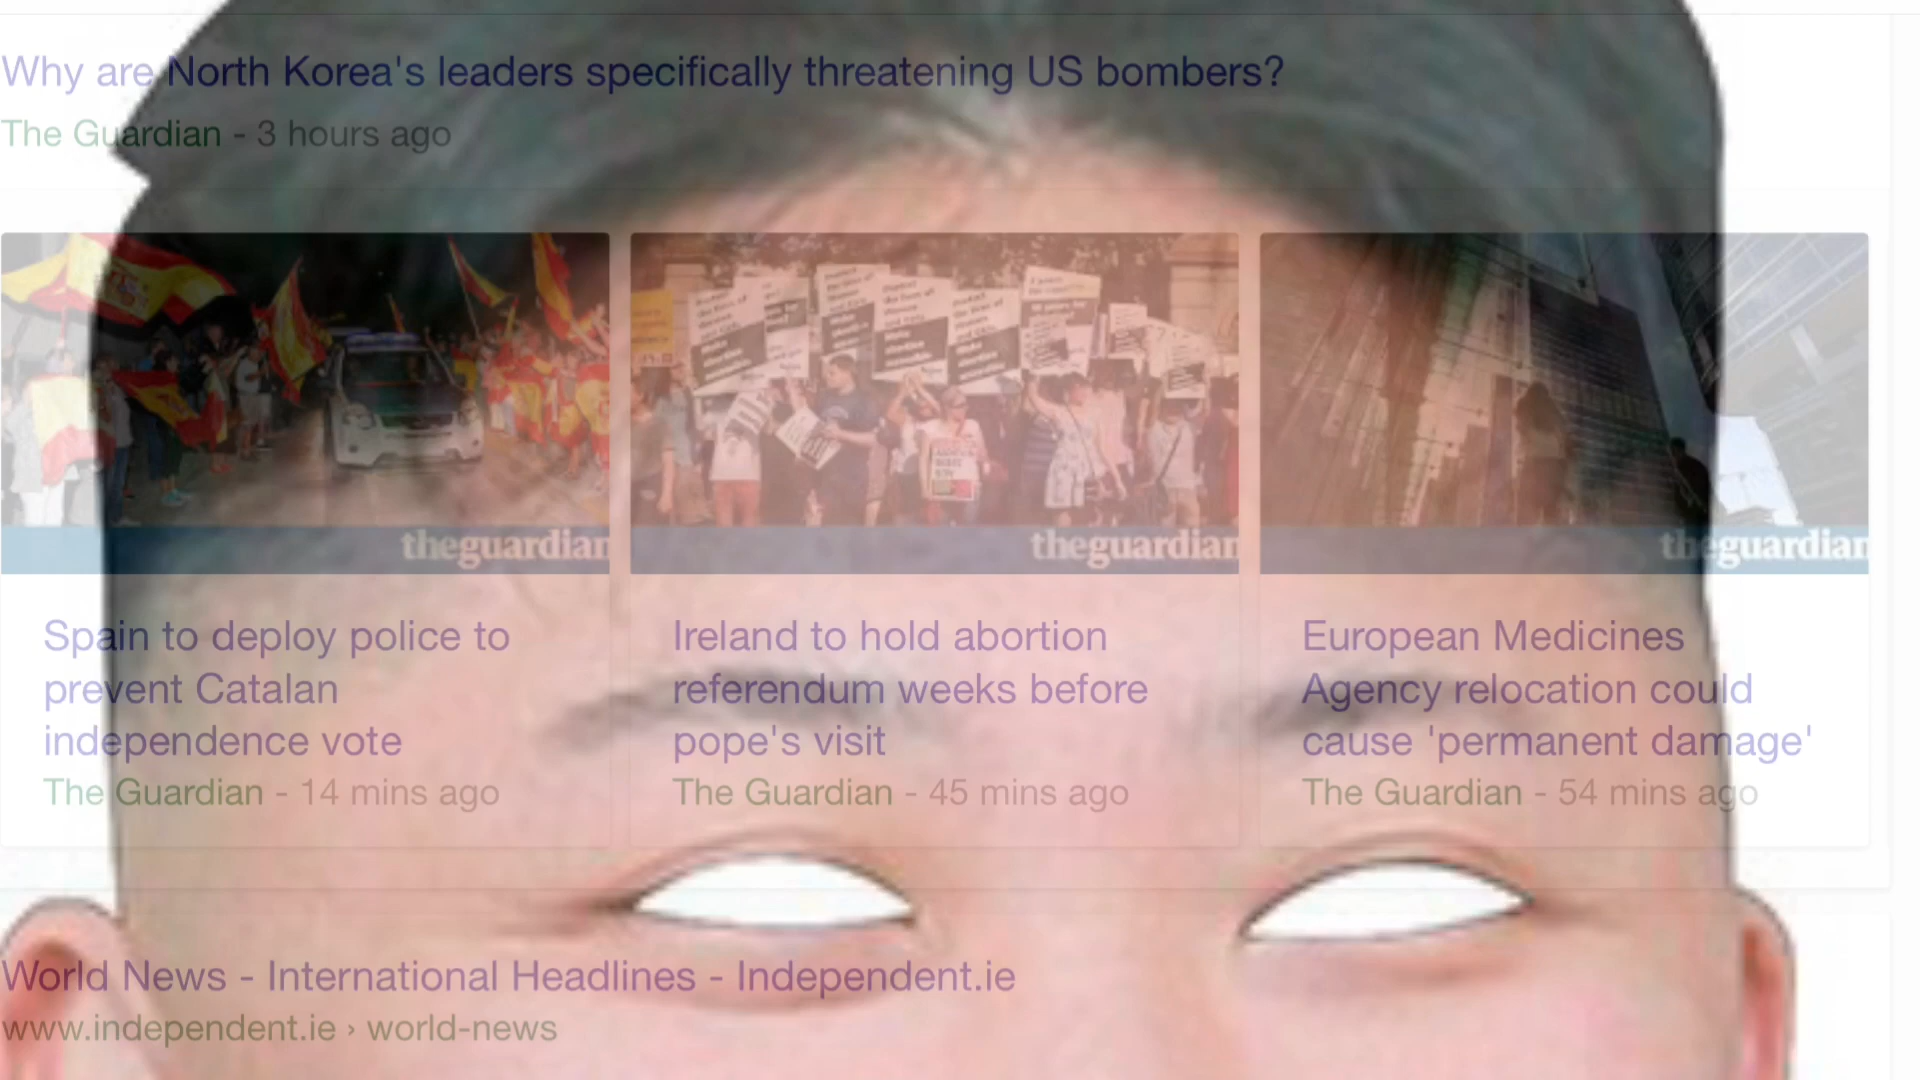 Why are North Korea's leaders specifically threatening US bombers?
The Guardian - 3 hours ago
theguardian
theguardian
theguardian
Spain to deploy police to
prevent Catalan
independence vote
The Guardian - 14 mins ago
Ireland to hold abortion
referendum weeks before
pope's visit
The Guardian - 45 mins ago
European Medicines
Agency relocation could
cause 'permanent damage'
The Guardian - 54 mins ago
World News - International Headlines - Independent.ie
www.independent.ie › world-news